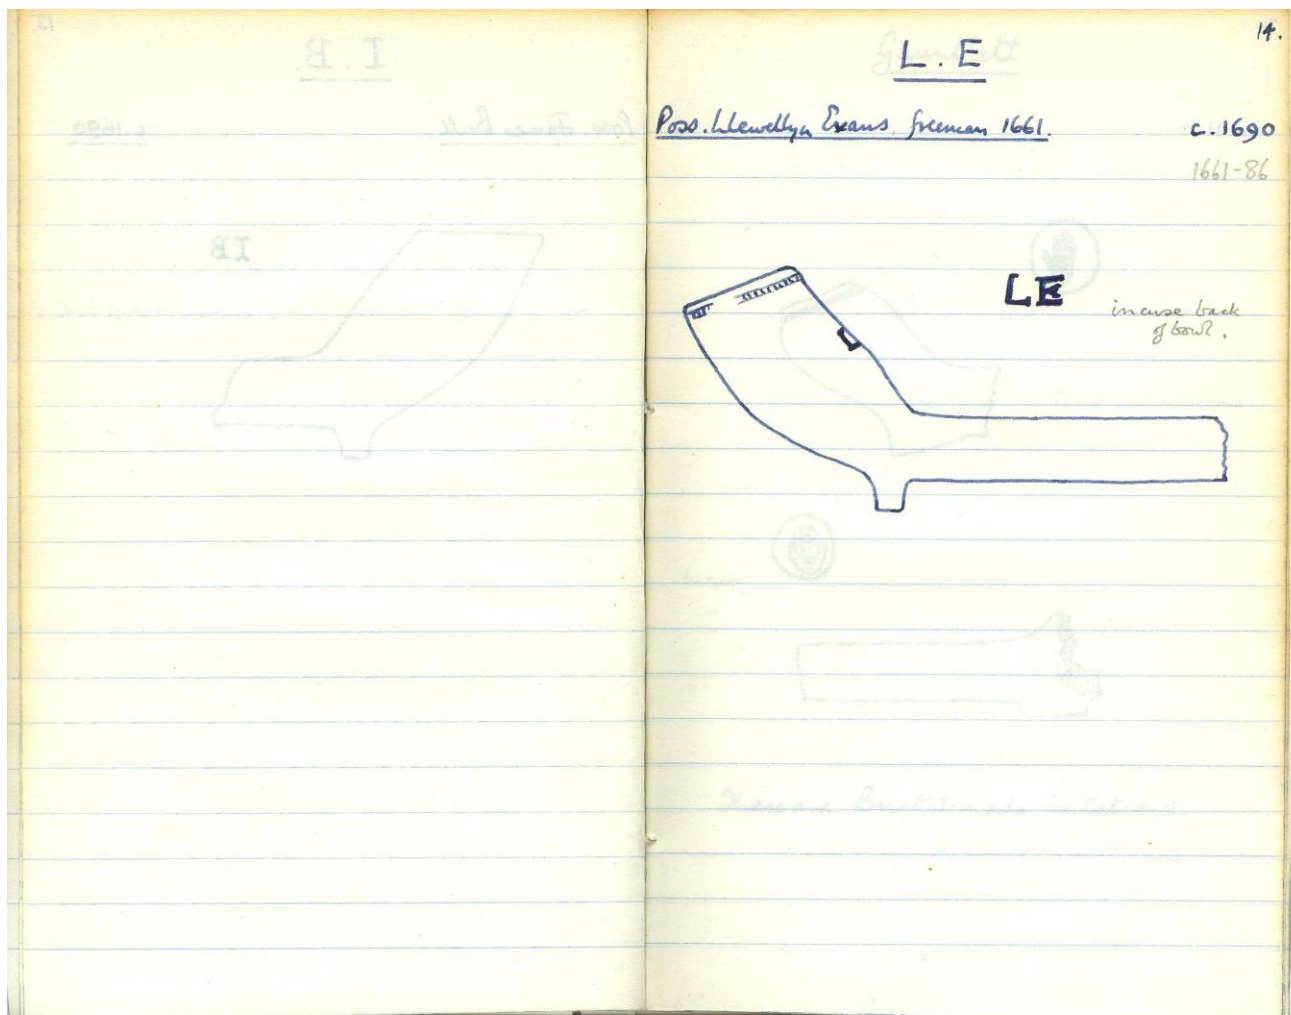 14.
L. E
Poss. Llewellyn Evans, freeman 1661. c. 1690
1661-86
LE
incuse back
of bowl.